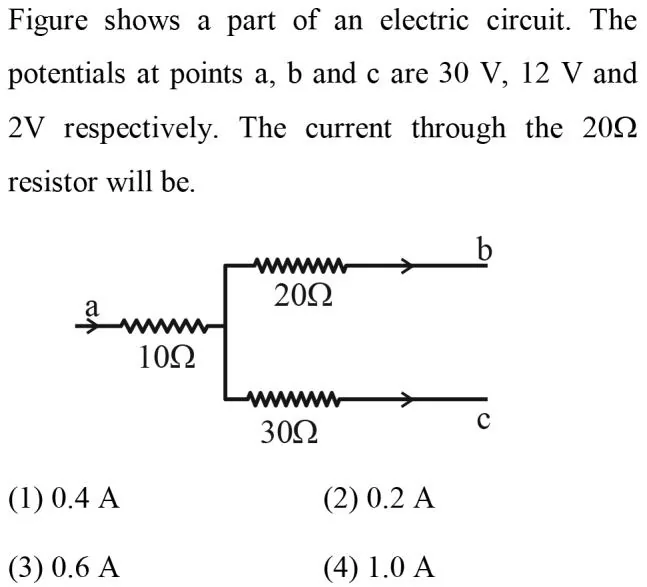 Figure shows a part of an electric circuit. The
potentials at points a, b and c are 30 V, 12 V and
2V respectively. The current through the 20Ω
resistor will be.
b
20Ω
a
10Ω
30Ω
c
(1) 0.4 A (2) 0.2 A
(3) 0.6 A (4) 1.0 A